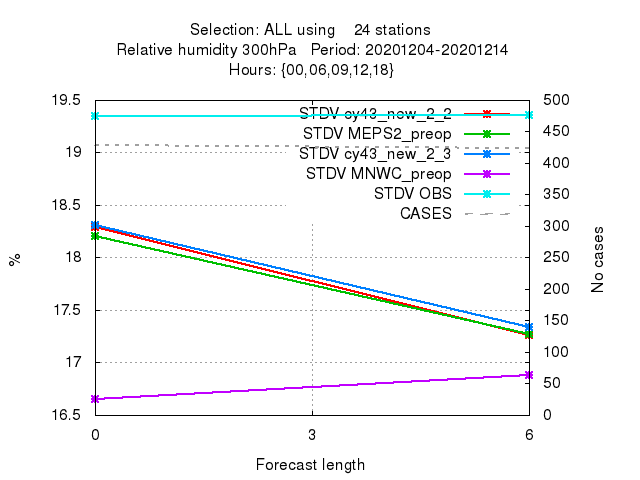 Selection: ALL using    24 stations
Relative humidity 300hPa   Period: 20201204-20201214
Hours: {00,06,09,12,18}
19.5
19
18.5
18
17.5
17
16.5
500
450
400
350
300
250
200
150
100
50
0
STDV cy43_new_2_2
STDV MEPS2_preop
STDV cy43_new_2_3
STDV MNWC_preop
STDV OBS
CASES
%
No cases
0
3
6
Forecast length